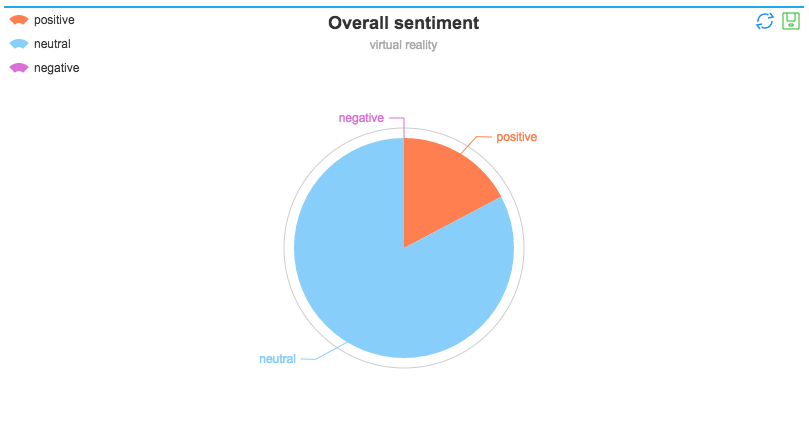 positive
neutral
negative
Overall sentiment
virtual reality
negative
positive
neutral